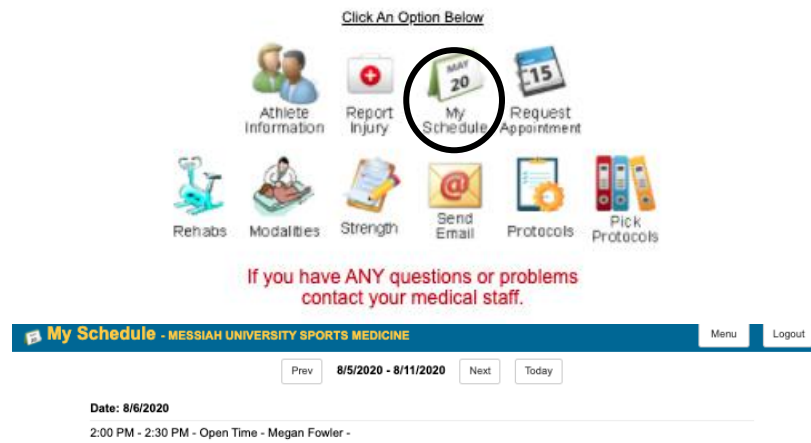 Click An Option Below
MAY
20
15
Athlete Information
Report Injury
My Schedule
Request Appointment
@
Rehabs
Modalities
Strength
Send Email
Protocols
Pick Protocols
If you have ANY questions or problems
contact your medical staff.
My Schedule - MESSIAH UNIVERSITY SPORTS MEDICINE
Menu
Logout
Prev
8/5/2020 - 8/11/2020
Next
Today
Date: 8/6/2020
2:00 PM - 2:30 PM - Open Time - Megan Fowler -